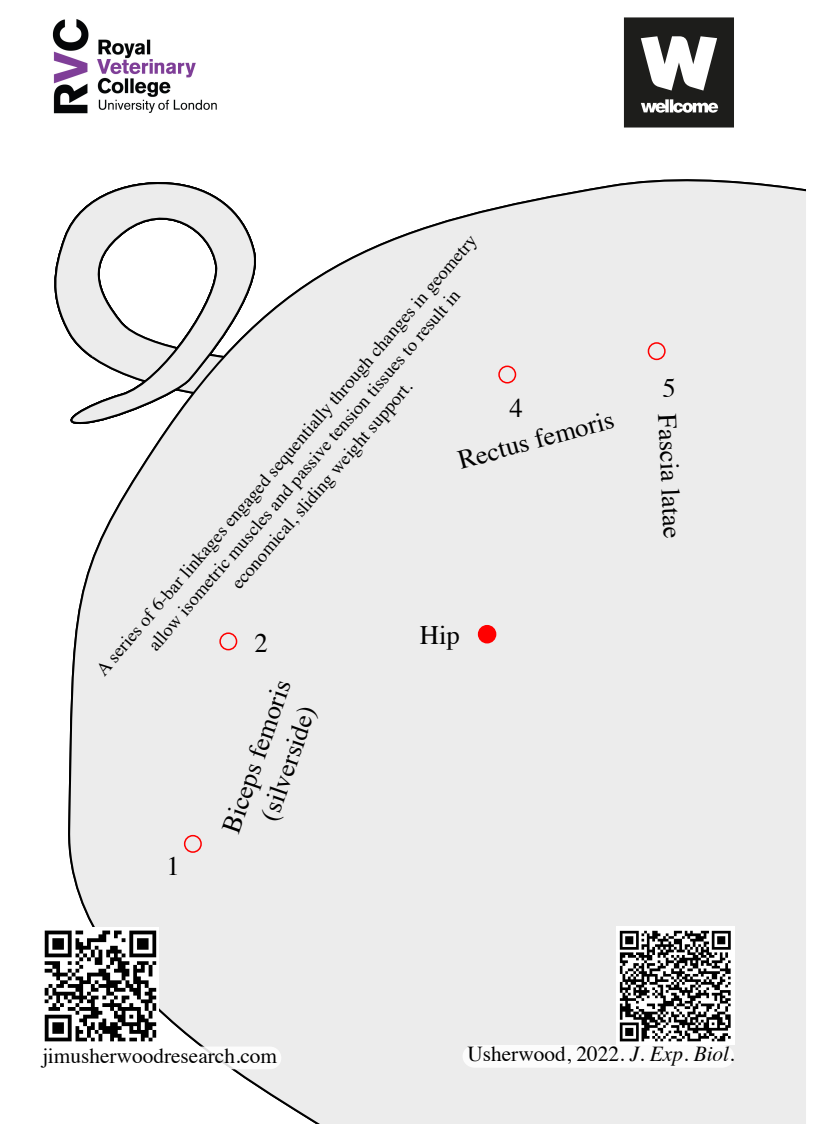 RVC
Royal
Veterinary
College
University of London
W
wellcome
A series of 6-bar linkages engaged sequentially through changes in geometry
allow isometric muscles and passive tension tissues to result in
economical, sliding weight support.
5
4
Rectus femoris
Fascia latae
2
Hip
Biceps femoris
(silverside)
1
jimusherwoodresearch.com
Usherwood, 2022. J. Exp. Biol.